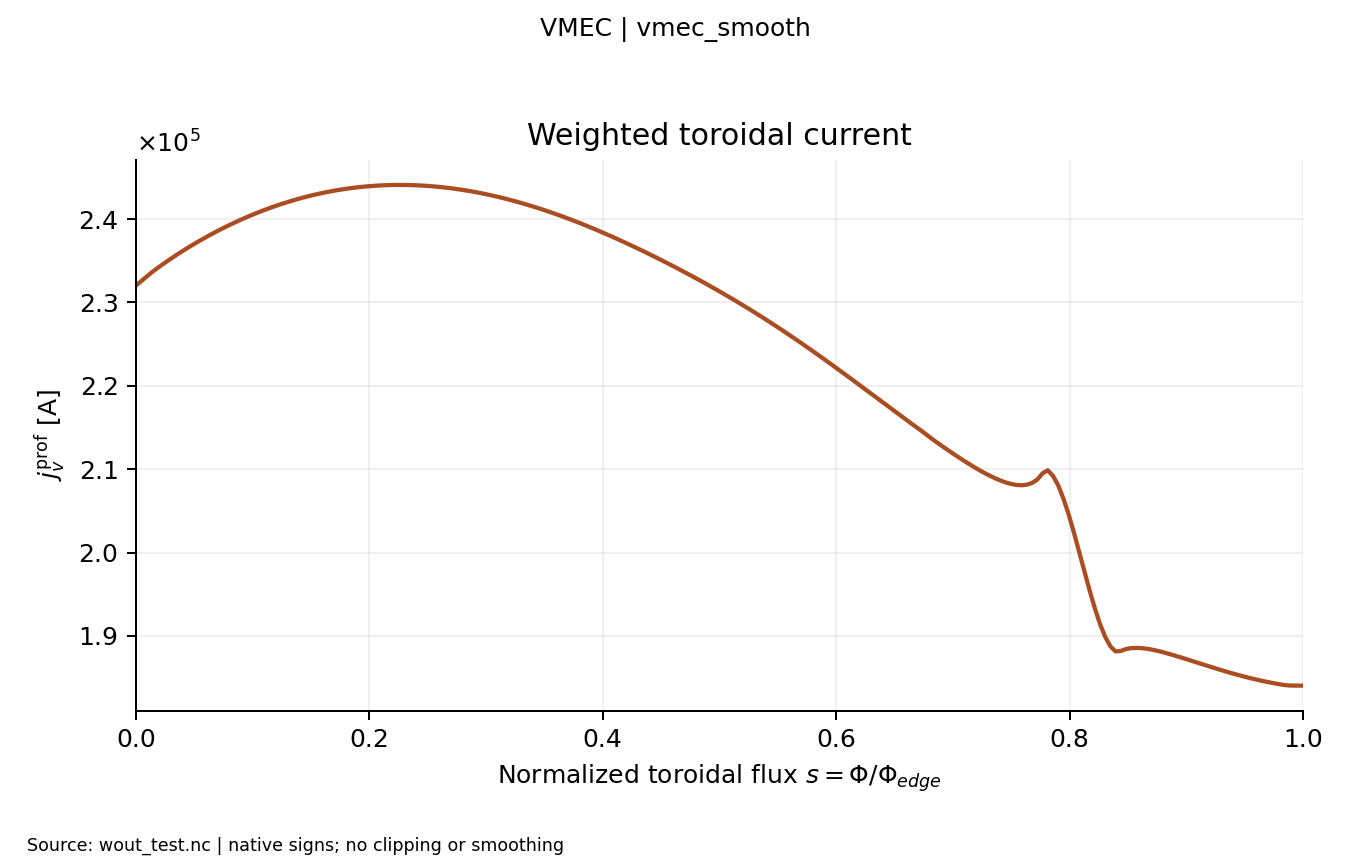 VMEC | vmec_smooth
Weighted toroidal current
×10⁵
2.4
2.3
2.2
2.1
2.0
1.9
j_v^prof [A]
0.0 0.2 0.4 0.6 0.8 1.0
Normalized toroidal flux s = Φ/Φ_edge
Source: wout_test.nc | native signs; no clipping or smoothing